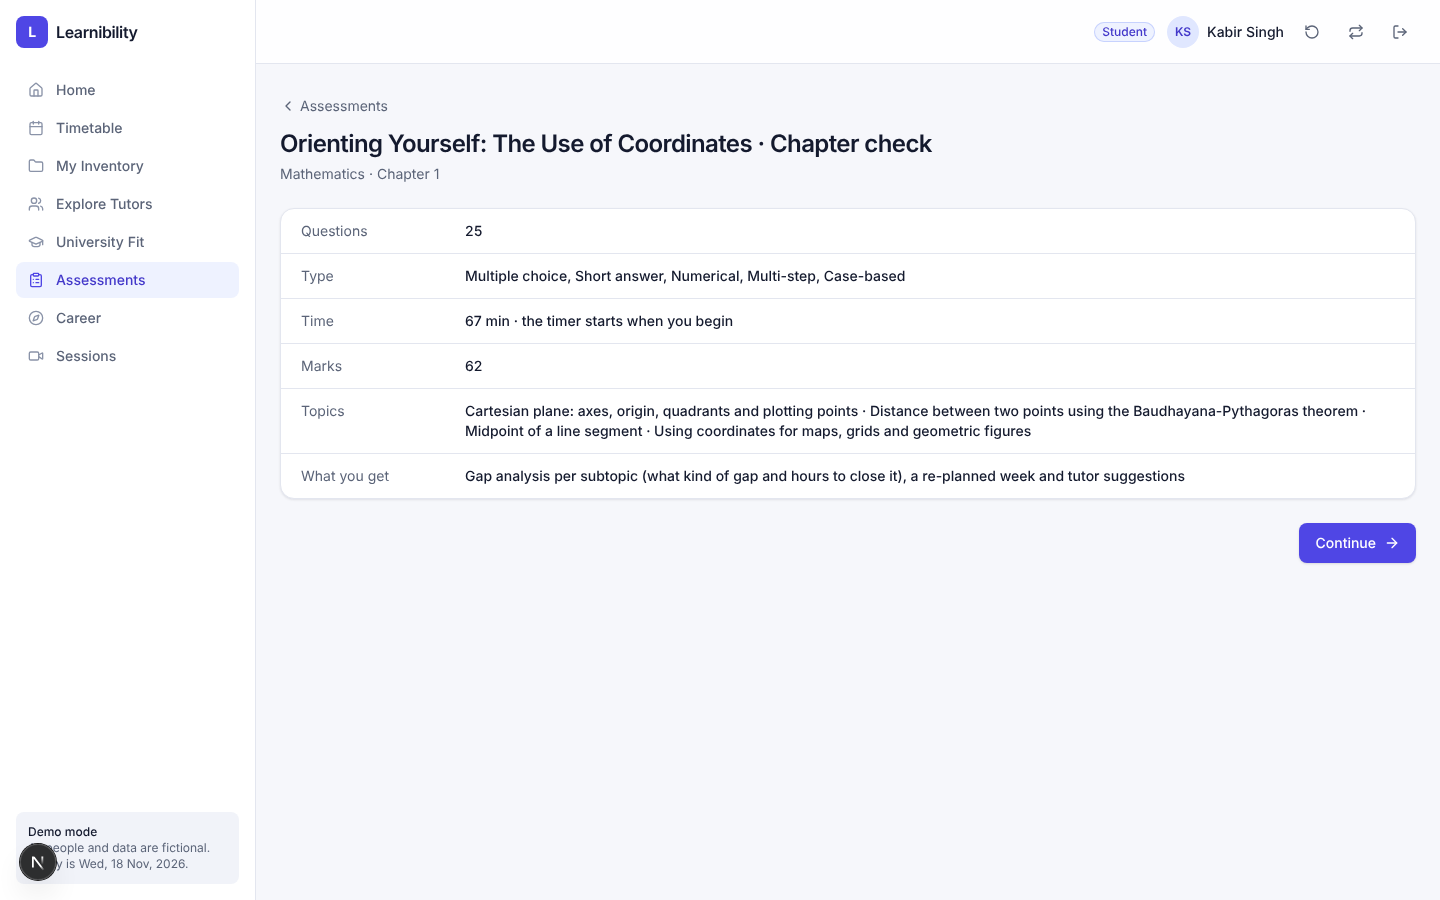 L Learnibility
Student KS Kabir Singh
Home
Timetable
My Inventory
Explore Tutors
University Fit
Assessments
Career
Sessions
Assessments
Orienting Yourself: The Use of Coordinates · Chapter check
Mathematics · Chapter 1
Questions 25
Type Multiple choice, Short answer, Numerical, Multi-step, Case-based
Time 67 min · the timer starts when you begin
Marks 62
Topics Cartesian plane: axes, origin, quadrants and plotting points · Distance between two points using the Baudhayana-Pythagoras theorem ·
Midpoint of a line segment · Using coordinates for maps, grids and geometric figures
What you get Gap analysis per subtopic (what kind of gap and hours to close it), a re-planned week and tutor suggestions
Continue
Demo mode
people and data are fictional.
N is Wed, 18 Nov, 2026.